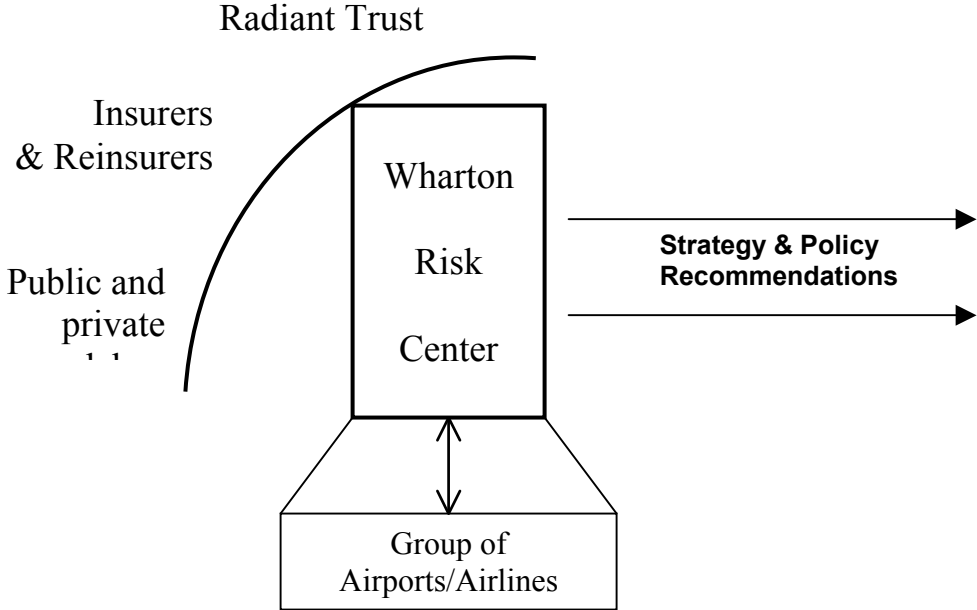 Radiant Trust
Insurers
& Reinsurers
Wharton
Risk
Center
Strategy & Policy
Recommendations
Public and
private
Group of
Airports/Airlines